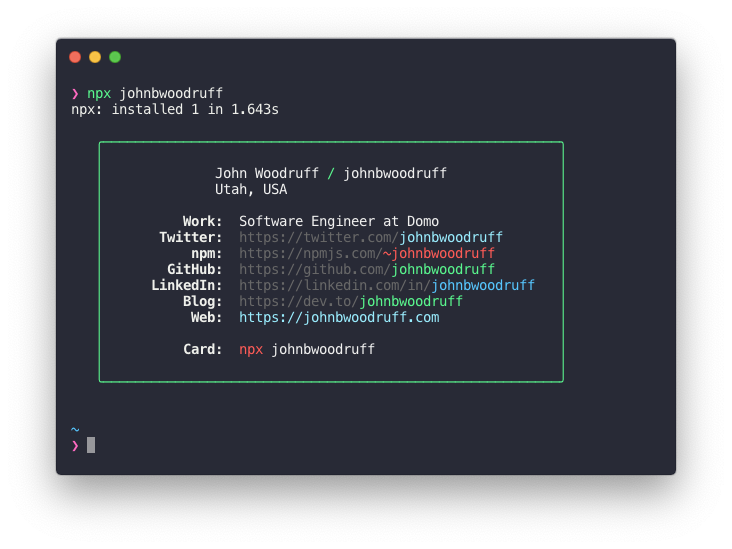 ❯ npx johnbwoodruff
npx: installed 1 in 1.643s
John Woodruff / johnbwoodruff
Utah, USA
Work: Software Engineer at Domo
Twitter: https://twitter.com/johnbwoodruff
npm: https://npmjs.com/~johnbwoodruff
GitHub: https://github.com/johnbwoodruff
LinkedIn: https://linkedin.com/in/johnbwoodruff
Blog: https://dev.to/johnbwoodruff
Web: https://johnbwoodruff.com
Card: npx johnbwoodruff
~
❯